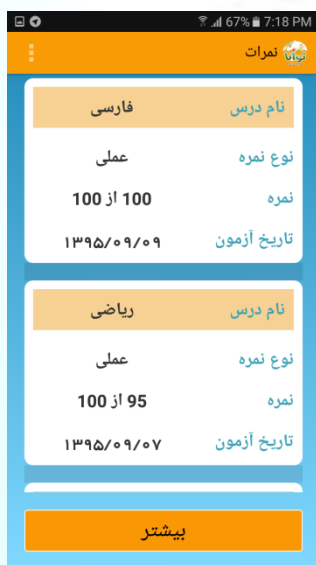 67% 7:18 PM
توانا نمرات
نام درس فارسی
نوع نمره عملی
نمره 100 از 100
تاریخ آزمون ۱۳۹۵/۰۹/۰۹
نام درس ریاضی
نوع نمره عملی
نمره 95 از 100
تاریخ آزمون ۱۳۹۵/۰۹/۰۷
بیشتر